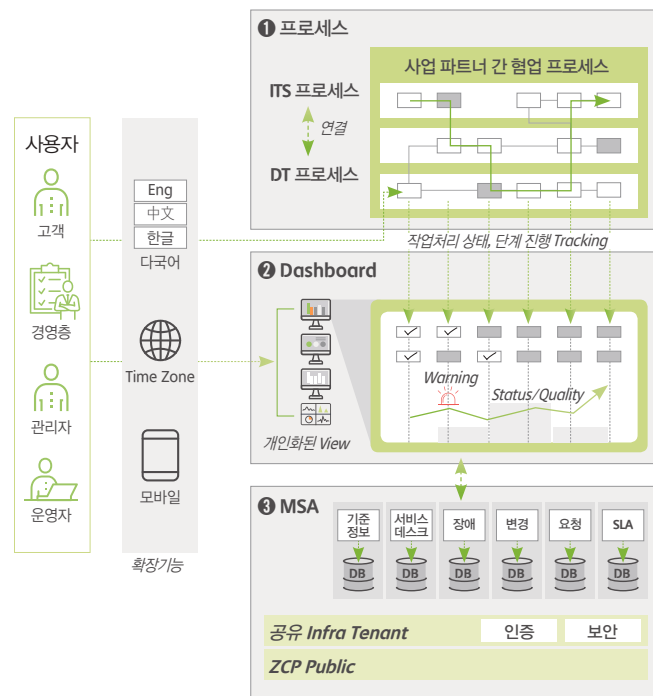 ❶ 프로세스
사업 파트너 간 협업 프로세스
ITS 프로세스
연결
DT 프로세스
사용자
고객
경영층
관리자
운영자
Eng
中文
한글
다국어
Time Zone
모바일
확장기능
작업처리 상태, 단계 진행 Tracking
❷ Dashboard
Warning
Status/Quality
개인화된 View
❸ MSA
기준
정보
서비스
데스크
장애
변경
요청
SLA
DB
DB
DB
DB
DB
DB
공유 Infra Tenant
인증
보안
ZCP Public